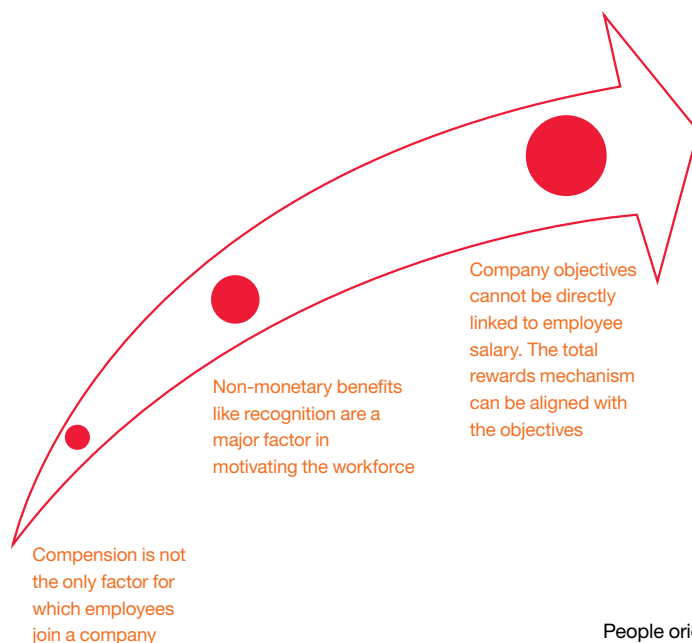 Company objectives
cannot be directly
linked to employee
salary. The total
rewards mechanism
can be aligned with
the objectives
Non-monetary benefits
like recognition are a
major factor in
motivating the workforce
Compension is not
the only factor for
which employees
join a company
People